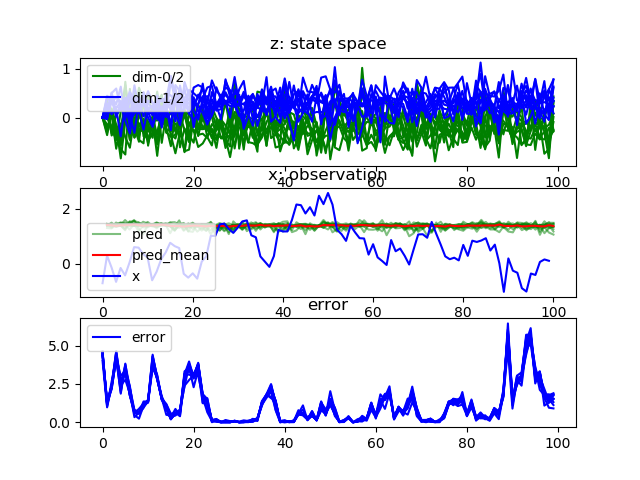 z: state space
1
0
dim-0/2
dim-1/2
0 20 40 60 80 100
x: observation
2
0
pred
pred_mean
x
0 20 40 60 80 100
error
5.0
2.5
0.0
error
0 20 40 60 80 100